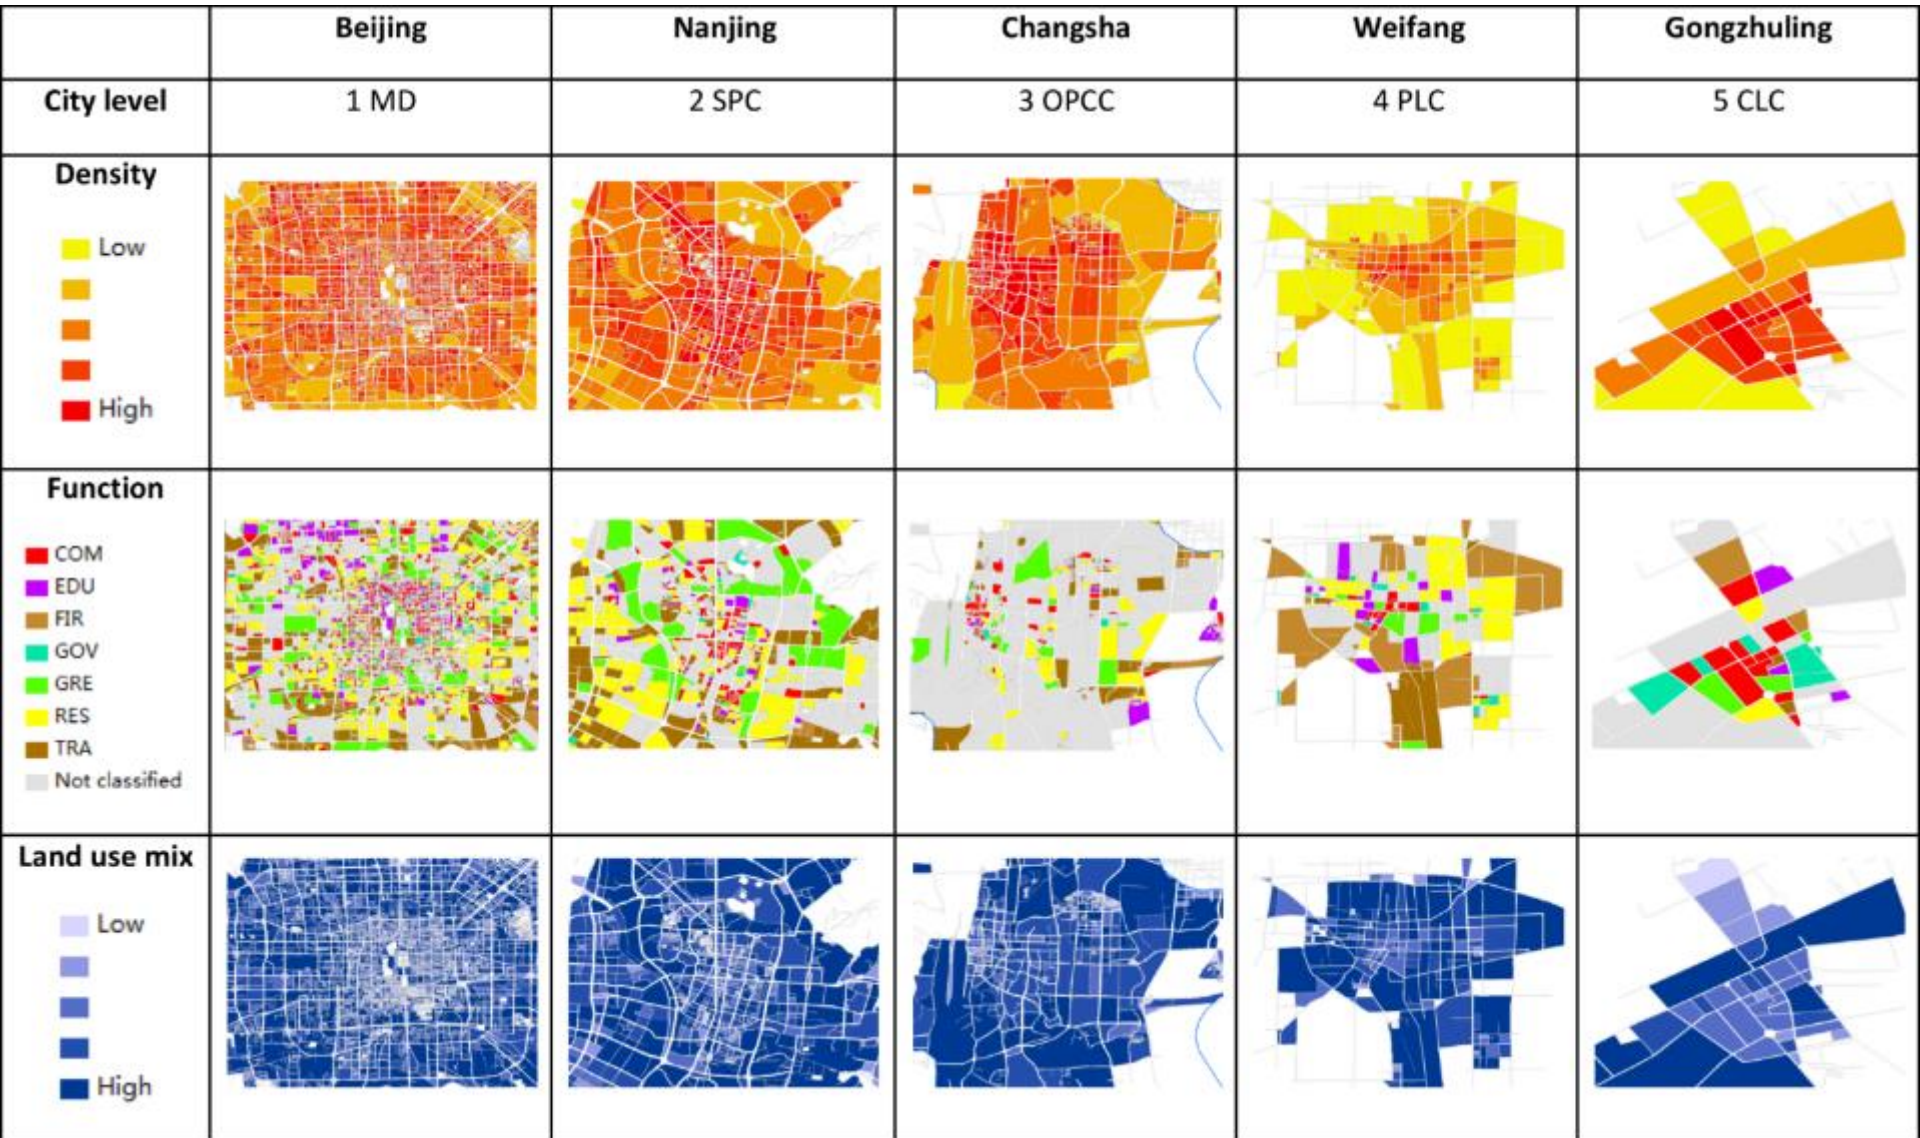 Beijing
Nanjing
Changsha
Weifang
Gongzhuling
City level
1 MD
2 SPC
3 OPCC
4 PLC
5 CLC
Density
Low
High
Function
COM
EDU
FIR
GOV
GRE
RES
TRA
Not classified
Land use mix
Low
High